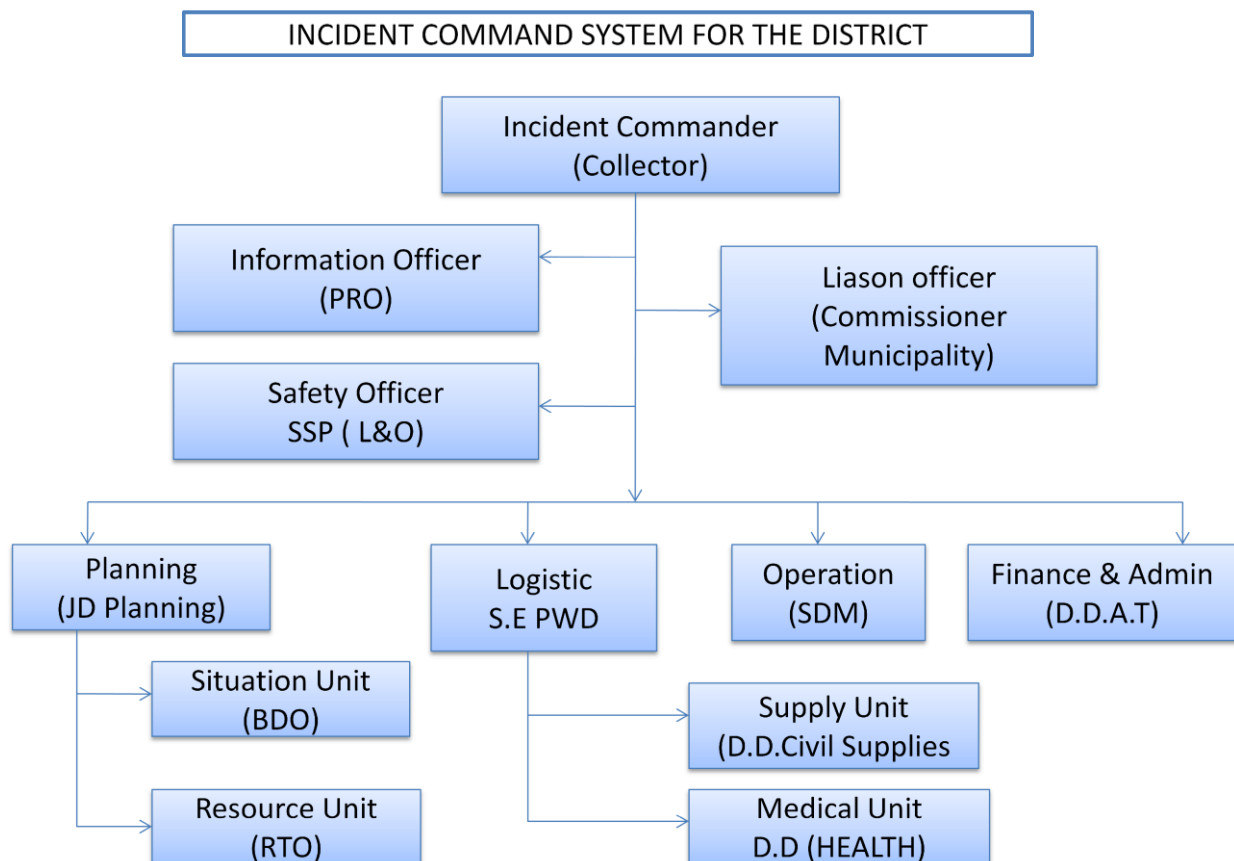 INCIDENT COMMAND SYSTEM FOR THE DISTRICT
Incident Commander
(Collector)
Information Officer
(PRO)
Liason officer
(Commissioner
Municipality)
Safety Officer
SSP ( L&O)
Planning
(JD Planning)
Logistic
S.E PWD
Operation
(SDM)
Finance & Admin
(D.D.A.T)
Situation Unit
(BDO)
Supply Unit
(D.D.Civil Supplies
Resource Unit
(RTO)
Medical Unit
D.D (HEALTH)